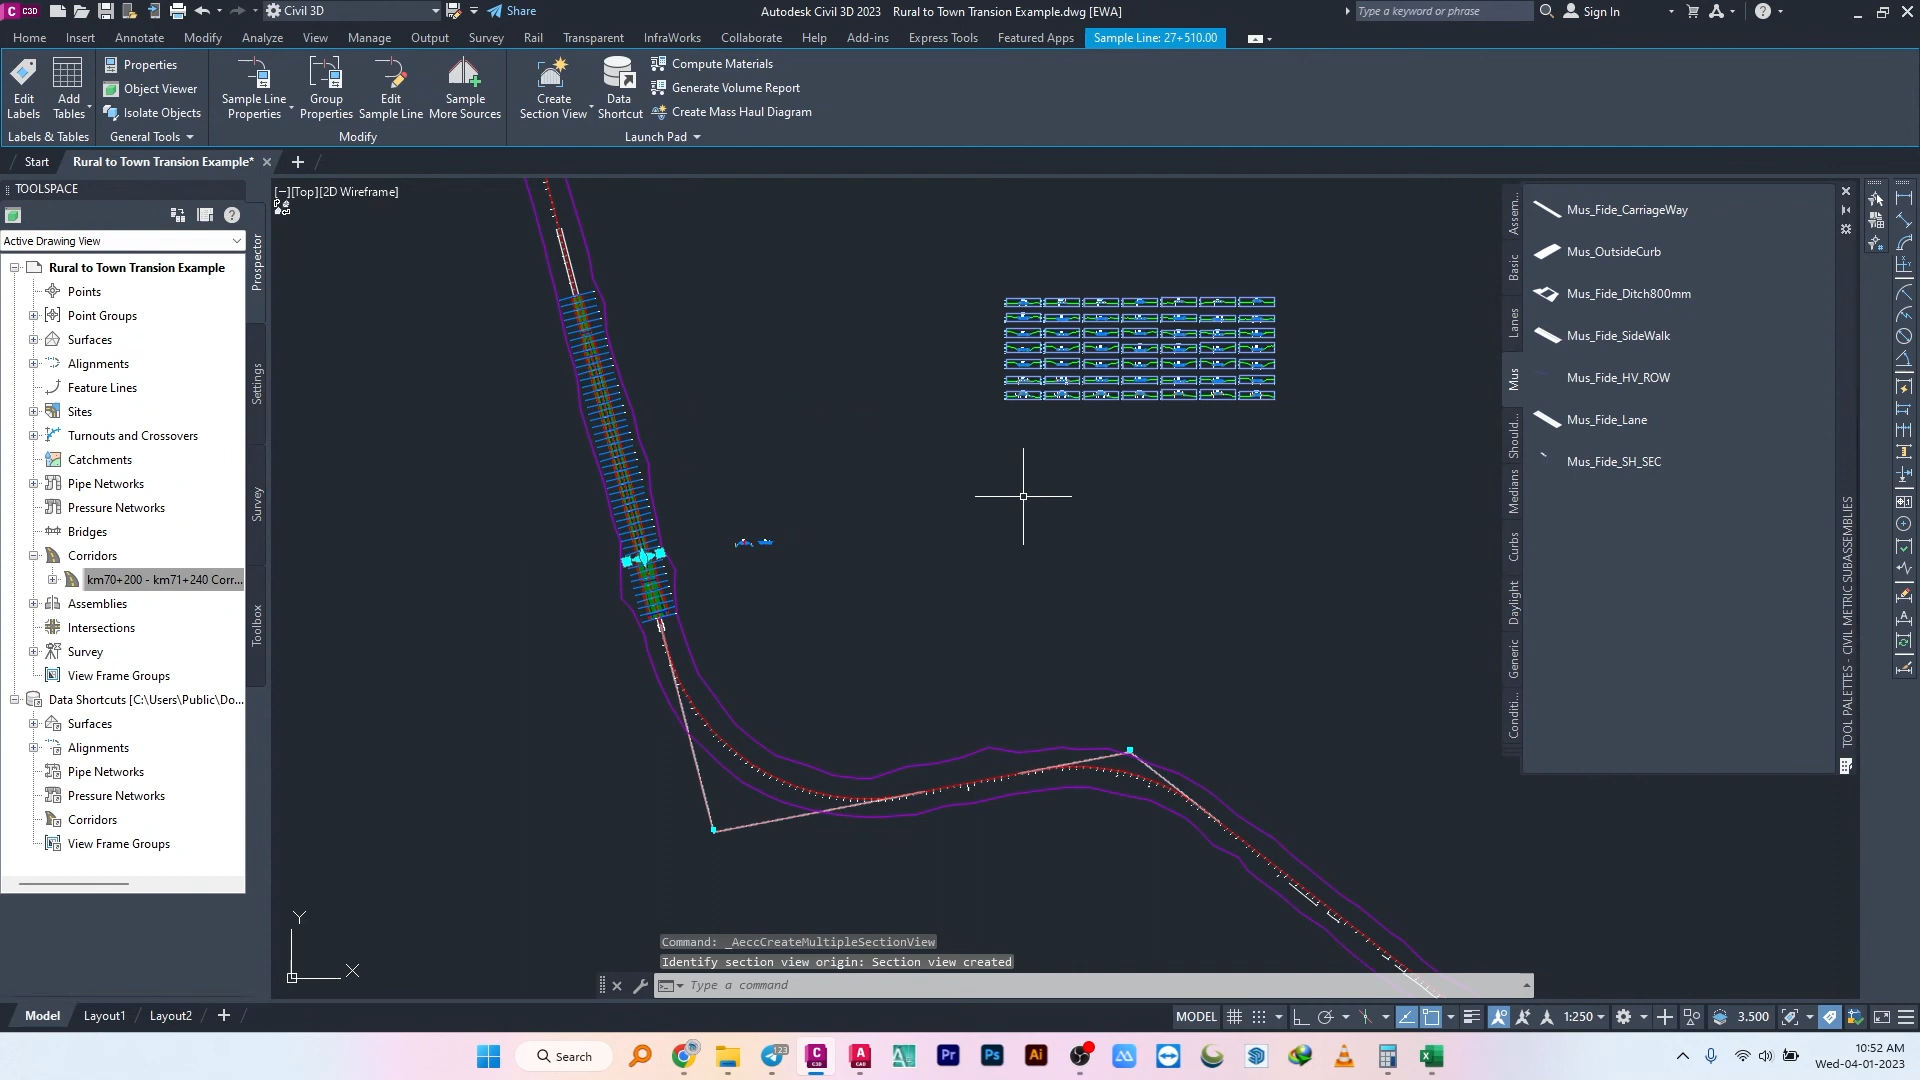 C C3D
Civil 3D
Share
Autodesk Civil 3D 2023 Rural to Town Transion Example.dwg [EWA]
Type a keyword or phrase
Sign In
Home Insert Annotate Modify Analyze View Manage Output Survey Rail Transparent InfraWorks Collaborate Help Add-ins Express Tools Featured Apps Sample Line: 27+510.00
Edit Labels
Add Tables
Properties
Object Viewer
Isolate Objects
Sample Line Properties
Group Properties
Edit Sample Line
Sample More Sources
Create Section View
Data Shortcut
Compute Materials
Generate Volume Report
Create Mass Haul Diagram
Labels & Tables General Tools Modify Launch Pad
Start Rural to Town Transion Example*
TOOLSPACE
Active Drawing View
Rural to Town Transion Example
Points
Point Groups
Surfaces
Alignments
Feature Lines
Sites
Turnouts and Crossovers
Catchments
Pipe Networks
Pressure Networks
Bridges
Corridors
km70+200 - km71+240 Corr...
Assemblies
Intersections
Survey
View Frame Groups
Data Shortcuts [C:\Users\Public\Do...
Surfaces
Alignments
Pipe Networks
Pressure Networks
Corridors
View Frame Groups
Prospector
Settings
Survey
Toolbox
[−][Top][2D Wireframe]
Y
X
Command: _AeccCreateMultipleSectionView
Identify section view origin: Section view created
Type a command
Assem...
Basic
Lanes
Mus
Should...
Medians
Curbs
Daylight
Generic
Conditi...
Mus_Fide_CarriageWay
Mus_OutsideCurb
Mus_Fide_Ditch800mm
Mus_Fide_SideWalk
Mus_Fide_HV_ROW
Mus_Fide_Lane
Mus_Fide_SH_SEC
TOOL PALETTES - CIVIL METRIC SUBASSEMBLIES
Model Layout1 Layout2
MODEL 1:250 3.500
Search
123
C C3D
A CAD
Pr
Ps
Ai
10:52 AM
Wed-04-01-2023